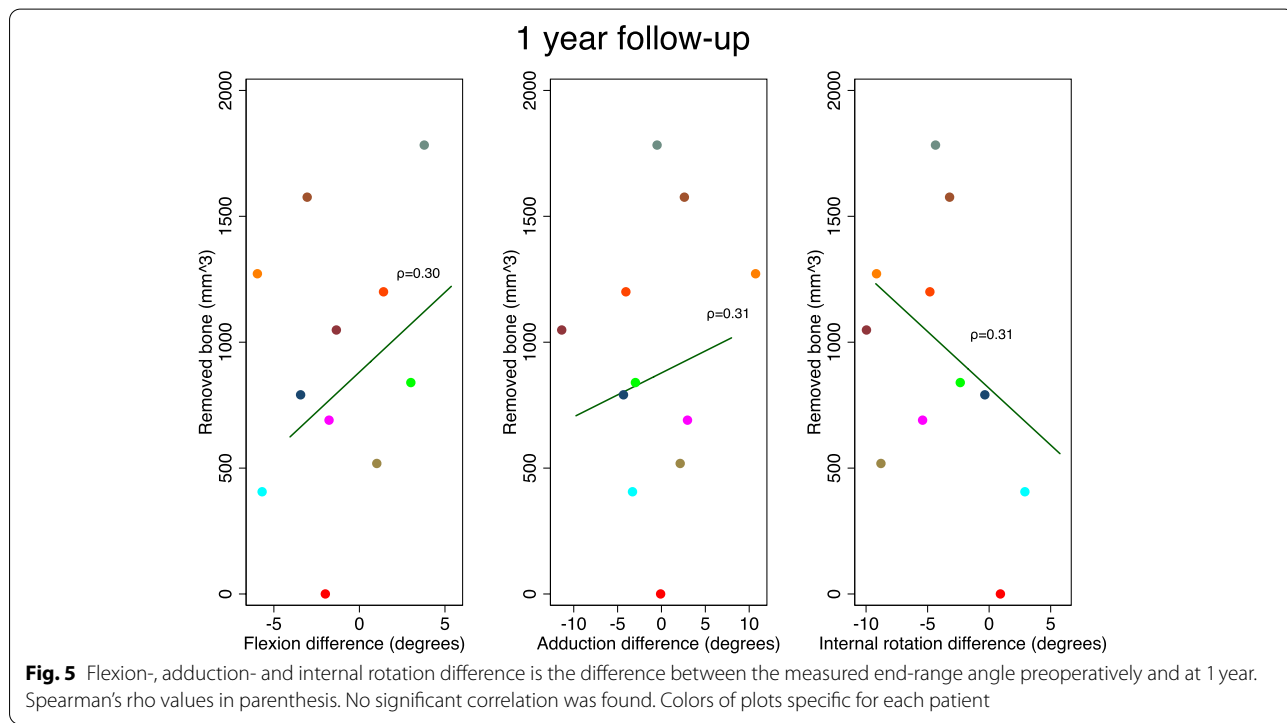 1 year follow-up
2000
1500
1000
500
0
Removed bone (mm^3)
ρ=0.30
-5 0 5
Flexion difference (degrees)
2000
1500
1000
500
0
Removed bone (mm^3)
ρ=0.31
-10 -5 0 5 10
Adduction difference (degrees)
2000
1500
1000
500
0
Removed bone (mm^3)
ρ=0.31
-10 -5 0 5
Internal rotation difference (degrees)
Fig. 5 Flexion-, adduction- and internal rotation difference is the difference between the measured end-range angle preoperatively and at 1 year.
Spearman's rho values in parenthesis. No significant correlation was found. Colors of plots specific for each patient